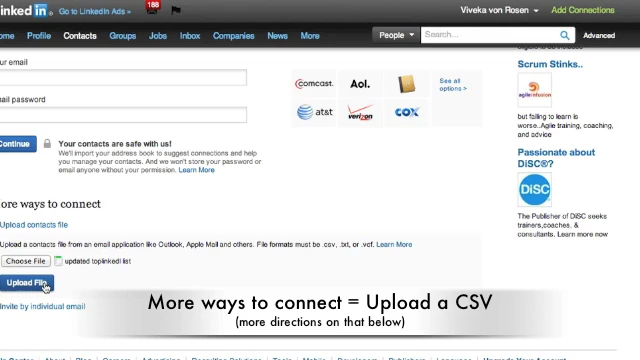 inkedin Go to LinkedIn Ads » 188 Viveka von Rosen Add Connections
ome Profile Contacts Groups Jobs Inbox Companies News More People Search... Advanced
ur email
Scrum Stinks..
comcast. Aol. See all options >
ail password
agileinfusion
at&t verizon COX
but failing to learn is
worse..Agile training, coaching,
and advice
Continue Your contacts are safe with us!
We'll import your address book to suggest connections and help
you manage your contacts. And we won't store your password or
email anyone without your permission. Learn More
Passionate about
DiSC®?
DiSC
ore ways to connect
Upload contacts file
The Publisher of DiSC seeks
trainers,coaches, &
consultants. Learn more now
Upload a contacts file from an email application like Outlook, Apple Mail and others. File formats must be .csv, .txt, or .vcf. Learn More
Choose File updated toplinkedi list
Upload File
Invite by individual email
More ways to connect = Upload a CSV
(more directions on that below)